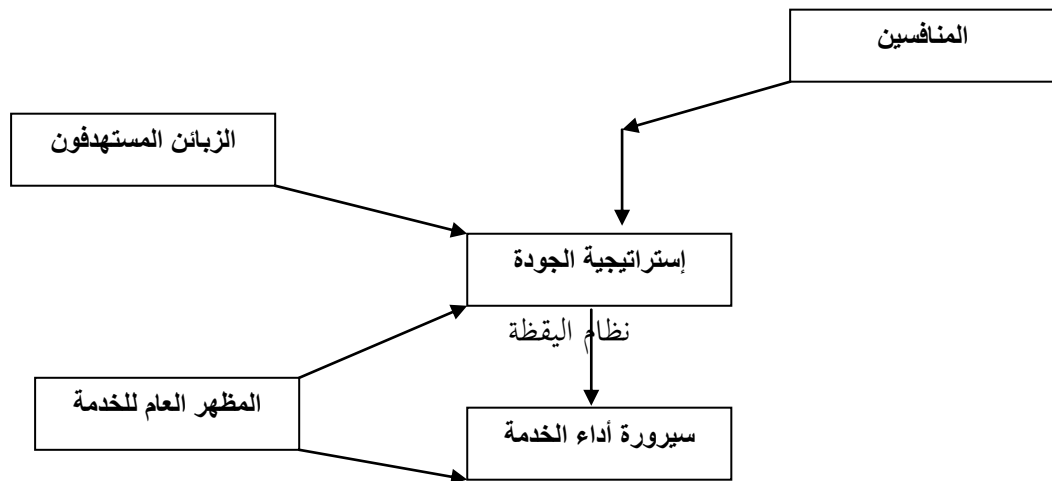 المنافسين
الزبائن المستهدفون
إستراتيجية الجودة
نظام اليقظة
المظهر العام للخدمة
سيرورة أداء الخدمة